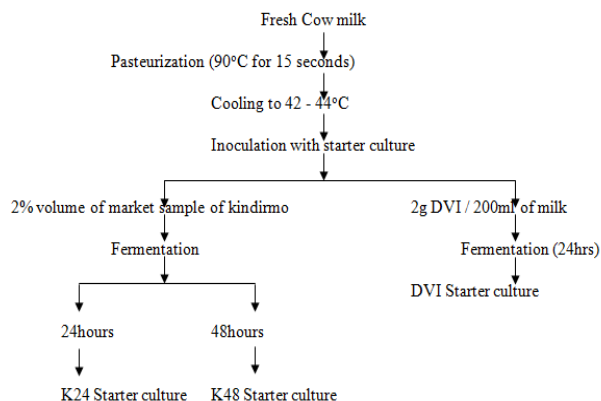 Fresh Cow milk
Pasteurization (90°C for 15 seconds)
Cooling to 42 - 44°C
Inoculation with starter culture
2% volume of market sample of kindirmo
2g DVI / 200ml of milk
Fermentation
Fermentation (24hrs)
DVI Starter culture
24hours
48hours
K24 Starter culture
K48 Starter culture